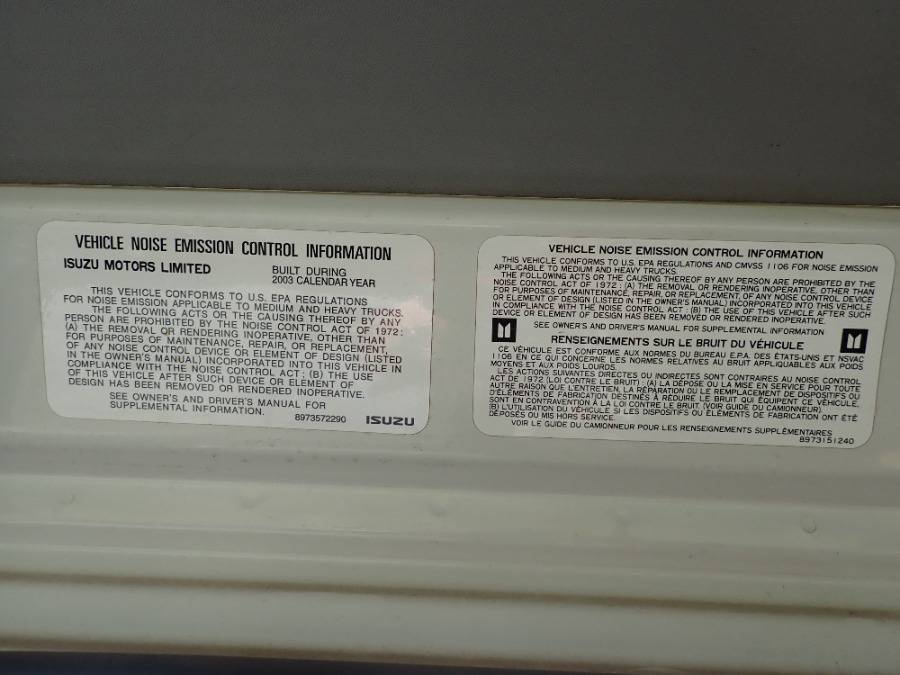 VEHICLE NOISE EMISSION CONTROL INFORMATION
ISUZU MOTORS LIMITED
BUILT DURING
2003 CALENDAR YEAR
THIS VEHICLE CONFORMS TO U.S. EPA REGULATIONS
FOR NOISE EMISSION APPLICABLE TO MEDIUM AND HEAVY TRUCKS.
THE FOLLOWING ACTS OR THE CAUSING THEREOF BY ANY
PERSON ARE PROHIBITED BY THE NOISE CONTROL ACT OF 1972:
(A) THE REMOVAL OR RENDERING INOPERATIVE, OTHER THAN
FOR PURPOSES OF MAINTENANCE, REPAIR, OR REPLACEMENT,
OF ANY NOISE CONTROL DEVICE OR ELEMENT OF DESIGN (LISTED
IN THE OWNER'S MANUAL) INCORPORATED INTO THIS VEHICLE IN
COMPLIANCE WITH THE NOISE CONTROL ACT : (B) THE USE
OF THIS VEHICLE AFTER SUCH DEVICE OR ELEMENT OF
DESIGN HAS BEEN REMOVED OR RENDERED INOPERATIVE.
SEE OWNER'S AND DRIVER'S MANUAL FOR
SUPPLEMENTAL INFORMATION.
8973572290
ISUZU
VEHICLE NOISE EMISSION CONTROL INFORMATION
THIS VEHICLE CONFORMS TO U.S. EPA REGULATIONS AND CMVSS 1106 FOR NOISE EMISSION
APPLICABLE TO MEDIUM AND HEAVY TRUCKS.
THE FOLLOWING ACTS OR THE CAUSING THEREOF BY ANY PERSON ARE PROHIBITED BY THE
NOISE CONTROL ACT OF 1972 : (A) THE REMOVAL OR RENDERING INOPERATIVE, OTHER THAN
FOR PURPOSES OF MAINTENANCE, REPAIR, OR REPLACEMENT, OF ANY NOISE CONTROL DEVICE
OR ELEMENT OF DESIGN (LISTED IN THE OWNER'S MANUAL) INCORPORATED INTO THIS VEHICLE
IN COMPLIANCE WITH THE NOISE CONTROL ACT : (B) THE USE OF THIS VEHICLE AFTER SUCH
DEVICE OR ELEMENT OF DESIGN HAS BEEN REMOVED OR RENDERED INOPERATIVE.
SEE OWNER'S AND DRIVER'S MANUAL FOR SUPPLEMENTAL INFORMATION
RENSEIGNEMENTS SUR LE BRUIT DU VÉHICULE
CE VÉHICULE EST CONFORME AUX NORMES DU BUREAU E.P.A. DES ÉTATS-UNIS ET NSVAC
1106 EN CE QUI CONCERNE LES NORMES RELATIVES AU BRUIT APPLIQUABLES AUX POIDS
MOYENS ET AUX POIDS LOUROS.
LES ACTIONS SUIVANTES DIRECTES OU INDIRECTES SONT CONTRAIRES AU NOISE CONTROL
ACT DE 1972 (LOI CONTRE LE BRUIT) : (A) LA DÉPOSE OU LA MISE EN SERVICE POUR TOUTE
AUTRE RAISON QUE L'ENTRETIEN, LA RÉPARATION OU LE REMPLACEMENT DE DISPOSITIFS OU
D'ÉLÉMENTS DE FABRICATION DESTINÉS À RÉDUIRE LE BRUIT QUI ÉQUIPENT CE VÉHICULE,
SONT EN CONTRAVENTION À LA LOI CONTRE LE BRUIT (VOIR GUIDE DU CAMIONNEUR).
(B) L'UTILISATION DU VÉHICULE SI LES DISPOSITIFS OU ÉLÉMENTS DE FABRICATION ONT ÉTÉ
DÉPOSÉS OU MIS HORS SERVICE.
VOIR LE GUIDE DU CAMIONNEUR POUR LES RENSEIGNEMENTS SUPPLÉMENTAIRES
8973151240